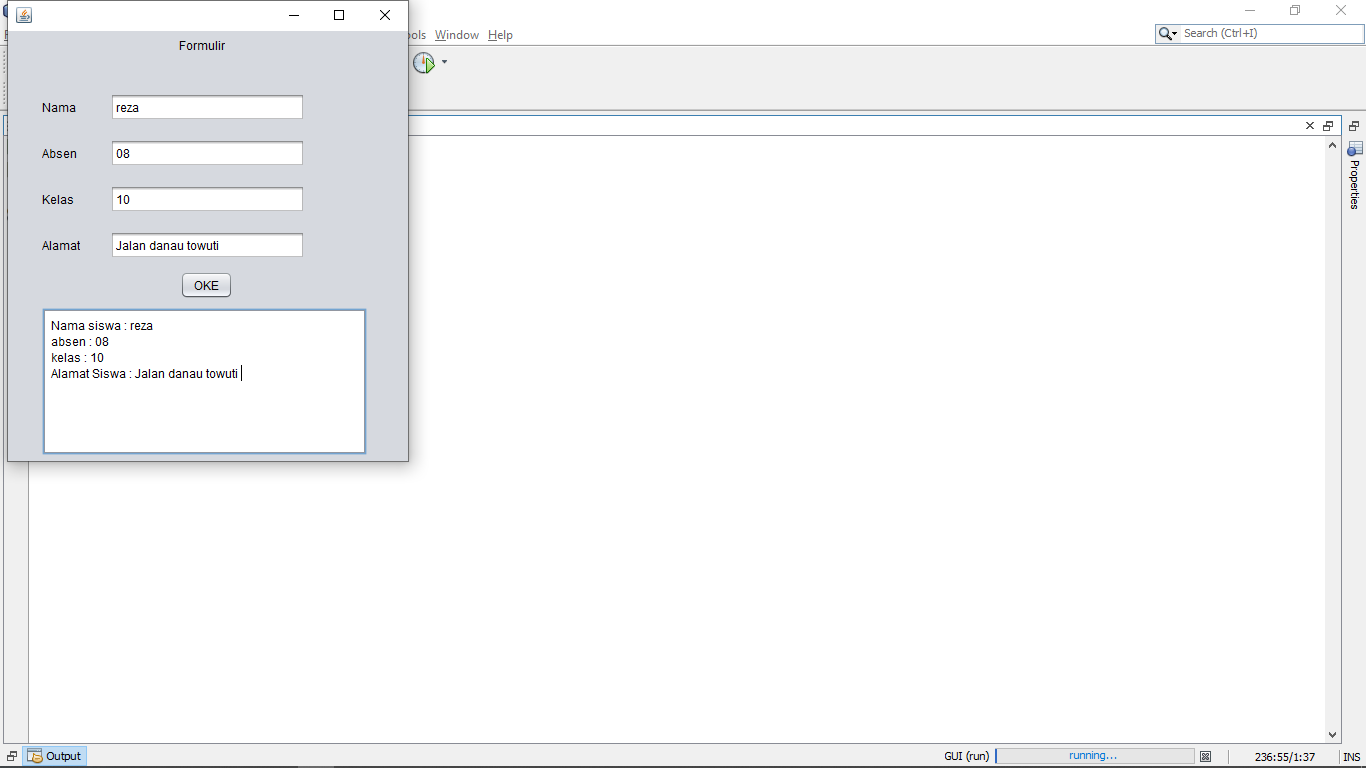 ols Window Help
Search (Ctrl+I)
Formulir
Nama reza
Absen 08
Kelas 10
Alamat Jalan danau towuti
OKE
Nama siswa : reza
absen : 08
kelas : 10
Alamat Siswa : Jalan danau towuti
Properties
Output
GUI (run) running...
236:55/1:37 INS